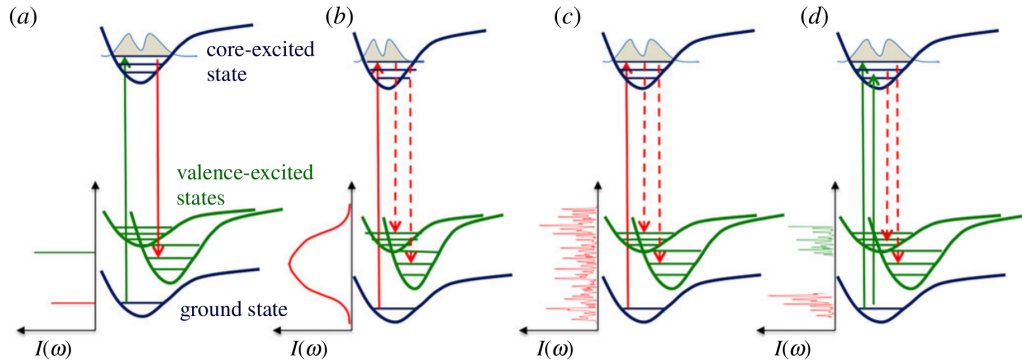 (a) (b) (c) (d)
core-excited
state
valence-excited
states
ground state
I(ω) I(ω) I(ω) I(ω)